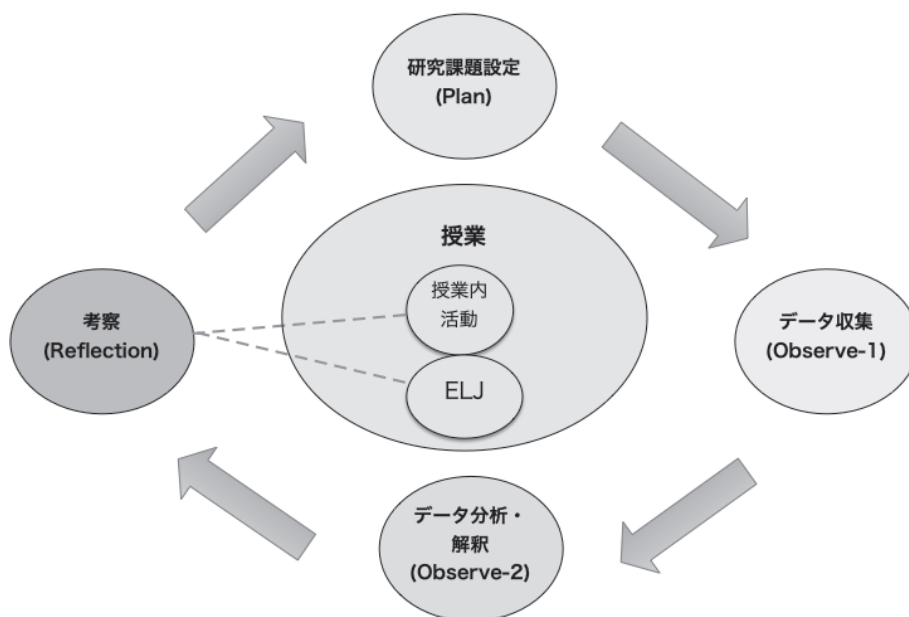 研究課題設定
(Plan)
授業
授業内
活動
ELJ
考察
(Reflection)
データ収集
(Observe-1)
データ分析・
解釈
(Observe-2)